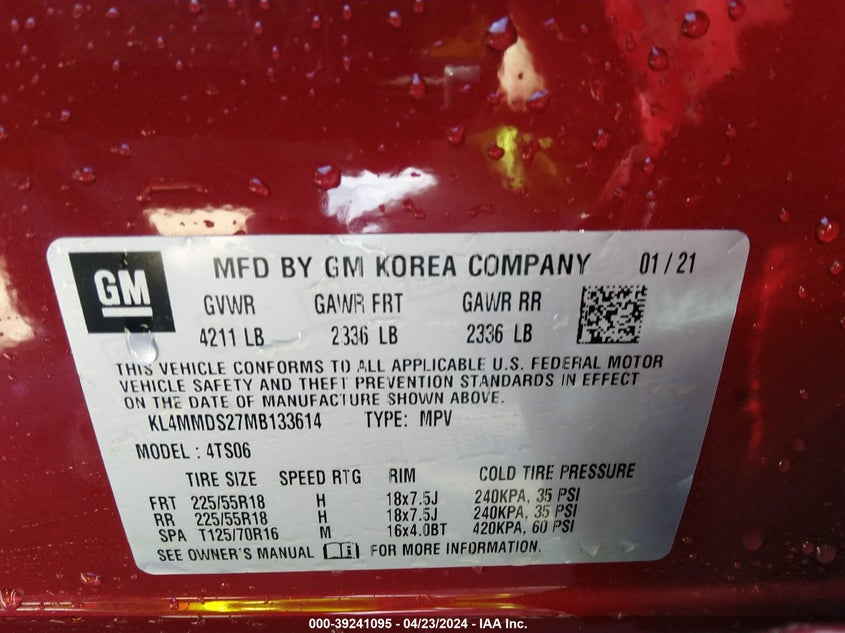 GM
MFD BY GM KOREA COMPANY 01/21
GVWR GAWR FRT GAWR RR
4211 LB 2336 LB 2336 LB
THIS VEHICLE CONFORMS TO ALL APPLICABLE U.S. FEDERAL MOTOR
VEHICLE SAFETY AND THEFT PREVENTION STANDARDS IN EFFECT
ON THE DATE OF MANUFACTURE SHOWN ABOVE.
KL4MMDS27MB133614 TYPE: MPV
MODEL: 4TS06
TIRE SIZE SPEED RTG RIM COLD TIRE PRESSURE
FRT 225/55R18 H 18x7.5J 240KPA, 35 PSI
RR 225/55R18 H 18x7.5J 240KPA, 35 PSI
SPA T125/70R16 M 16x4.0BT 420KPA, 60 PSI
SEE OWNER'S MANUAL FOR MORE INFORMATION.
000-39241095 - 04/23/2024 - IAA Inc.